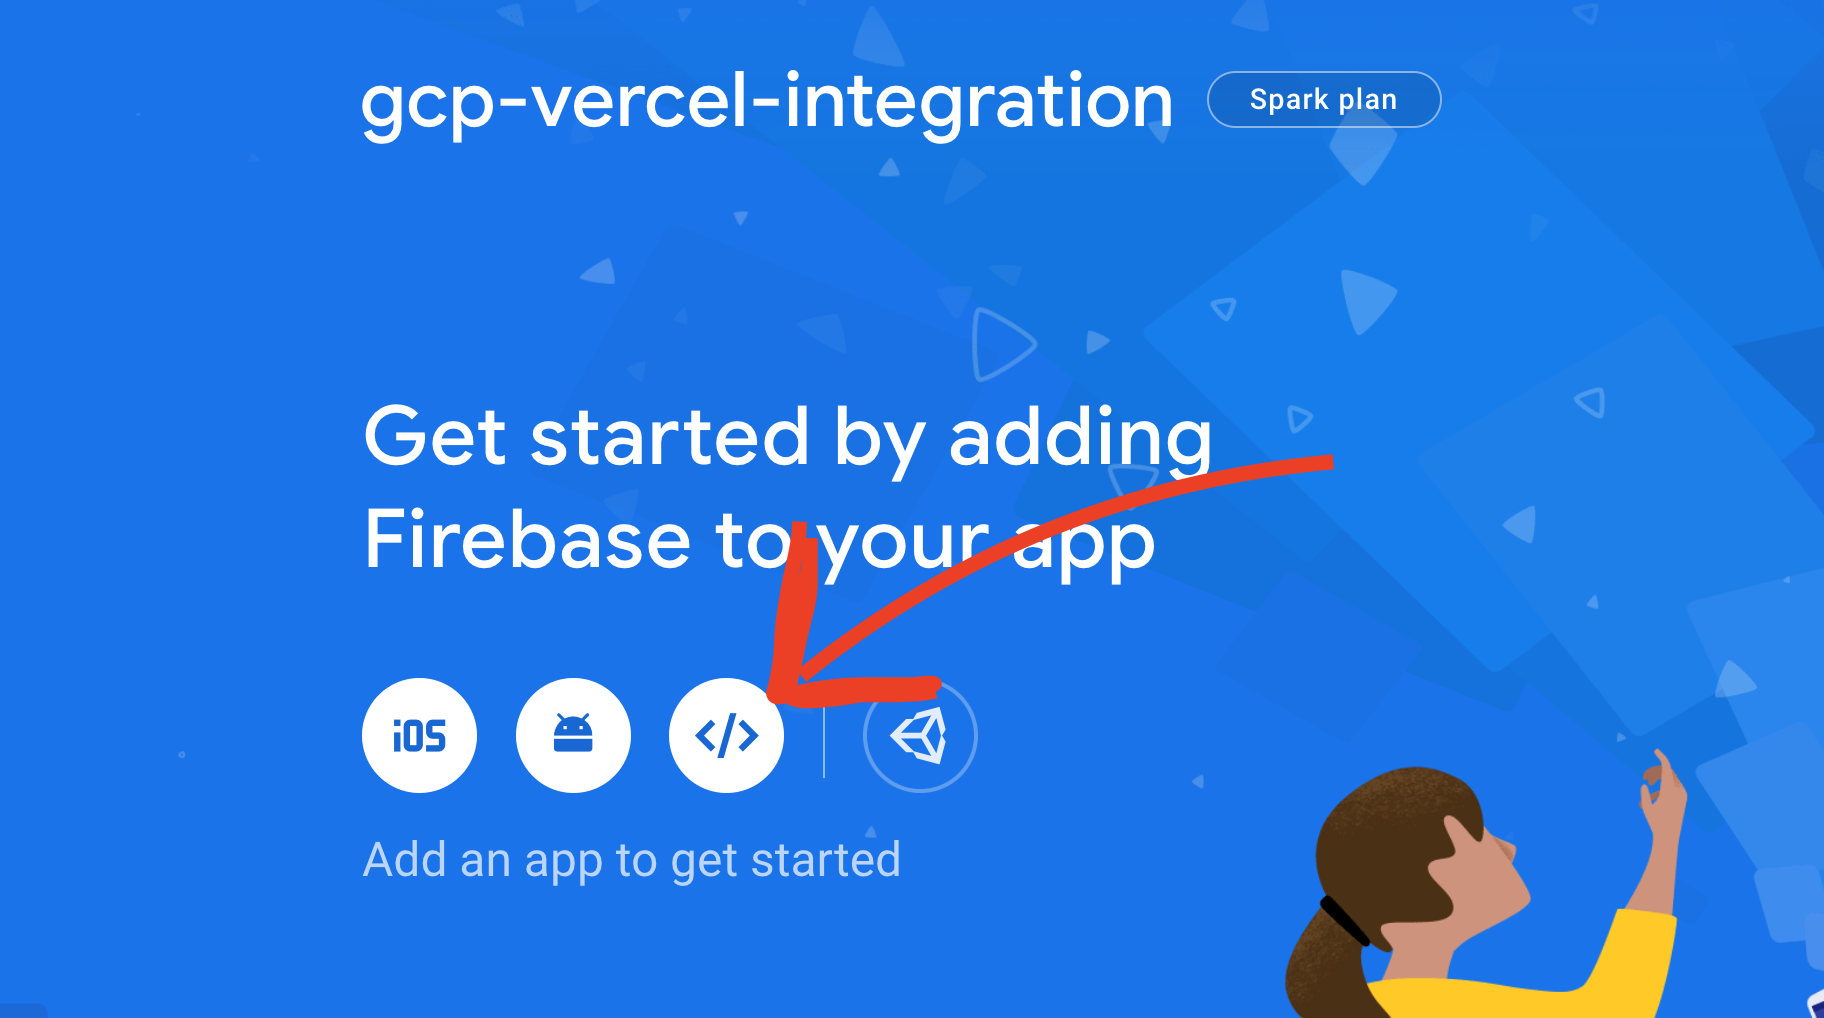 gcp-vercel-integration Spark plan
Get started by adding
Firebase to your app
iOS </>
Add an app to get started